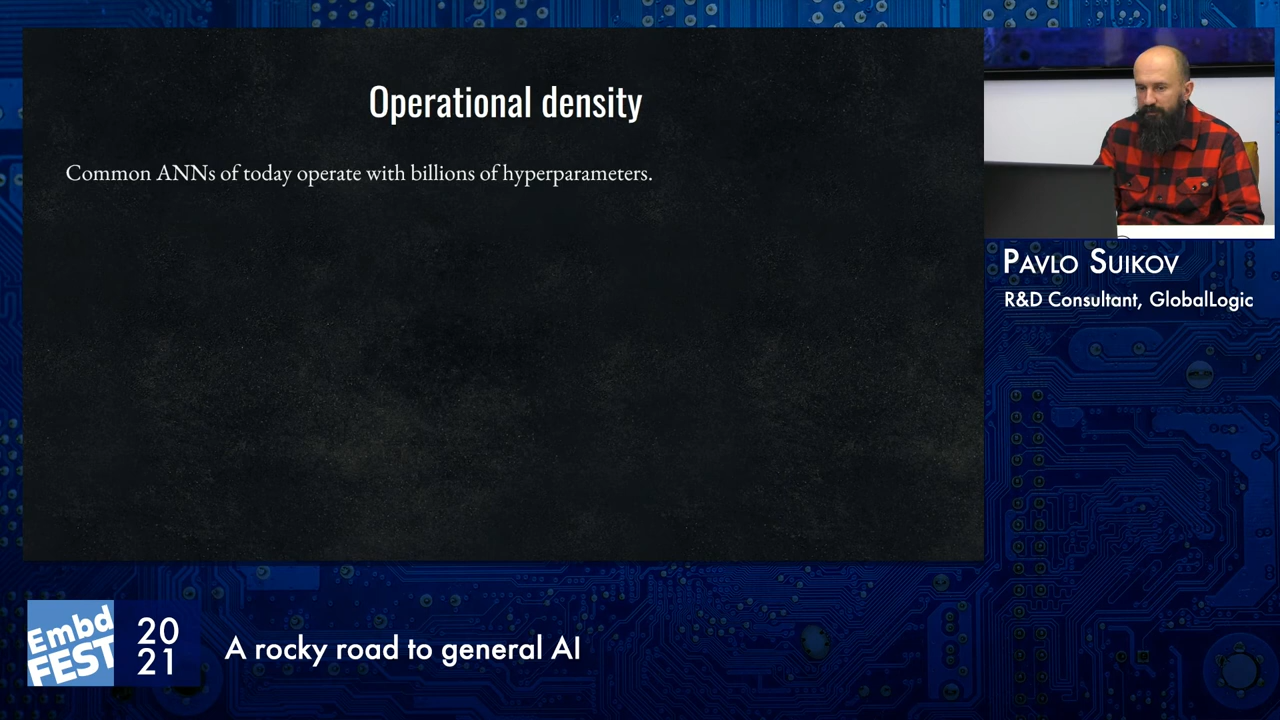 Operational density
Common ANNs of today operate with billions of hyperparameters.
Pavlo Suikov
R&D Consultant, GlobalLogic
Embd
FEST
20
21
A rocky road to general AI